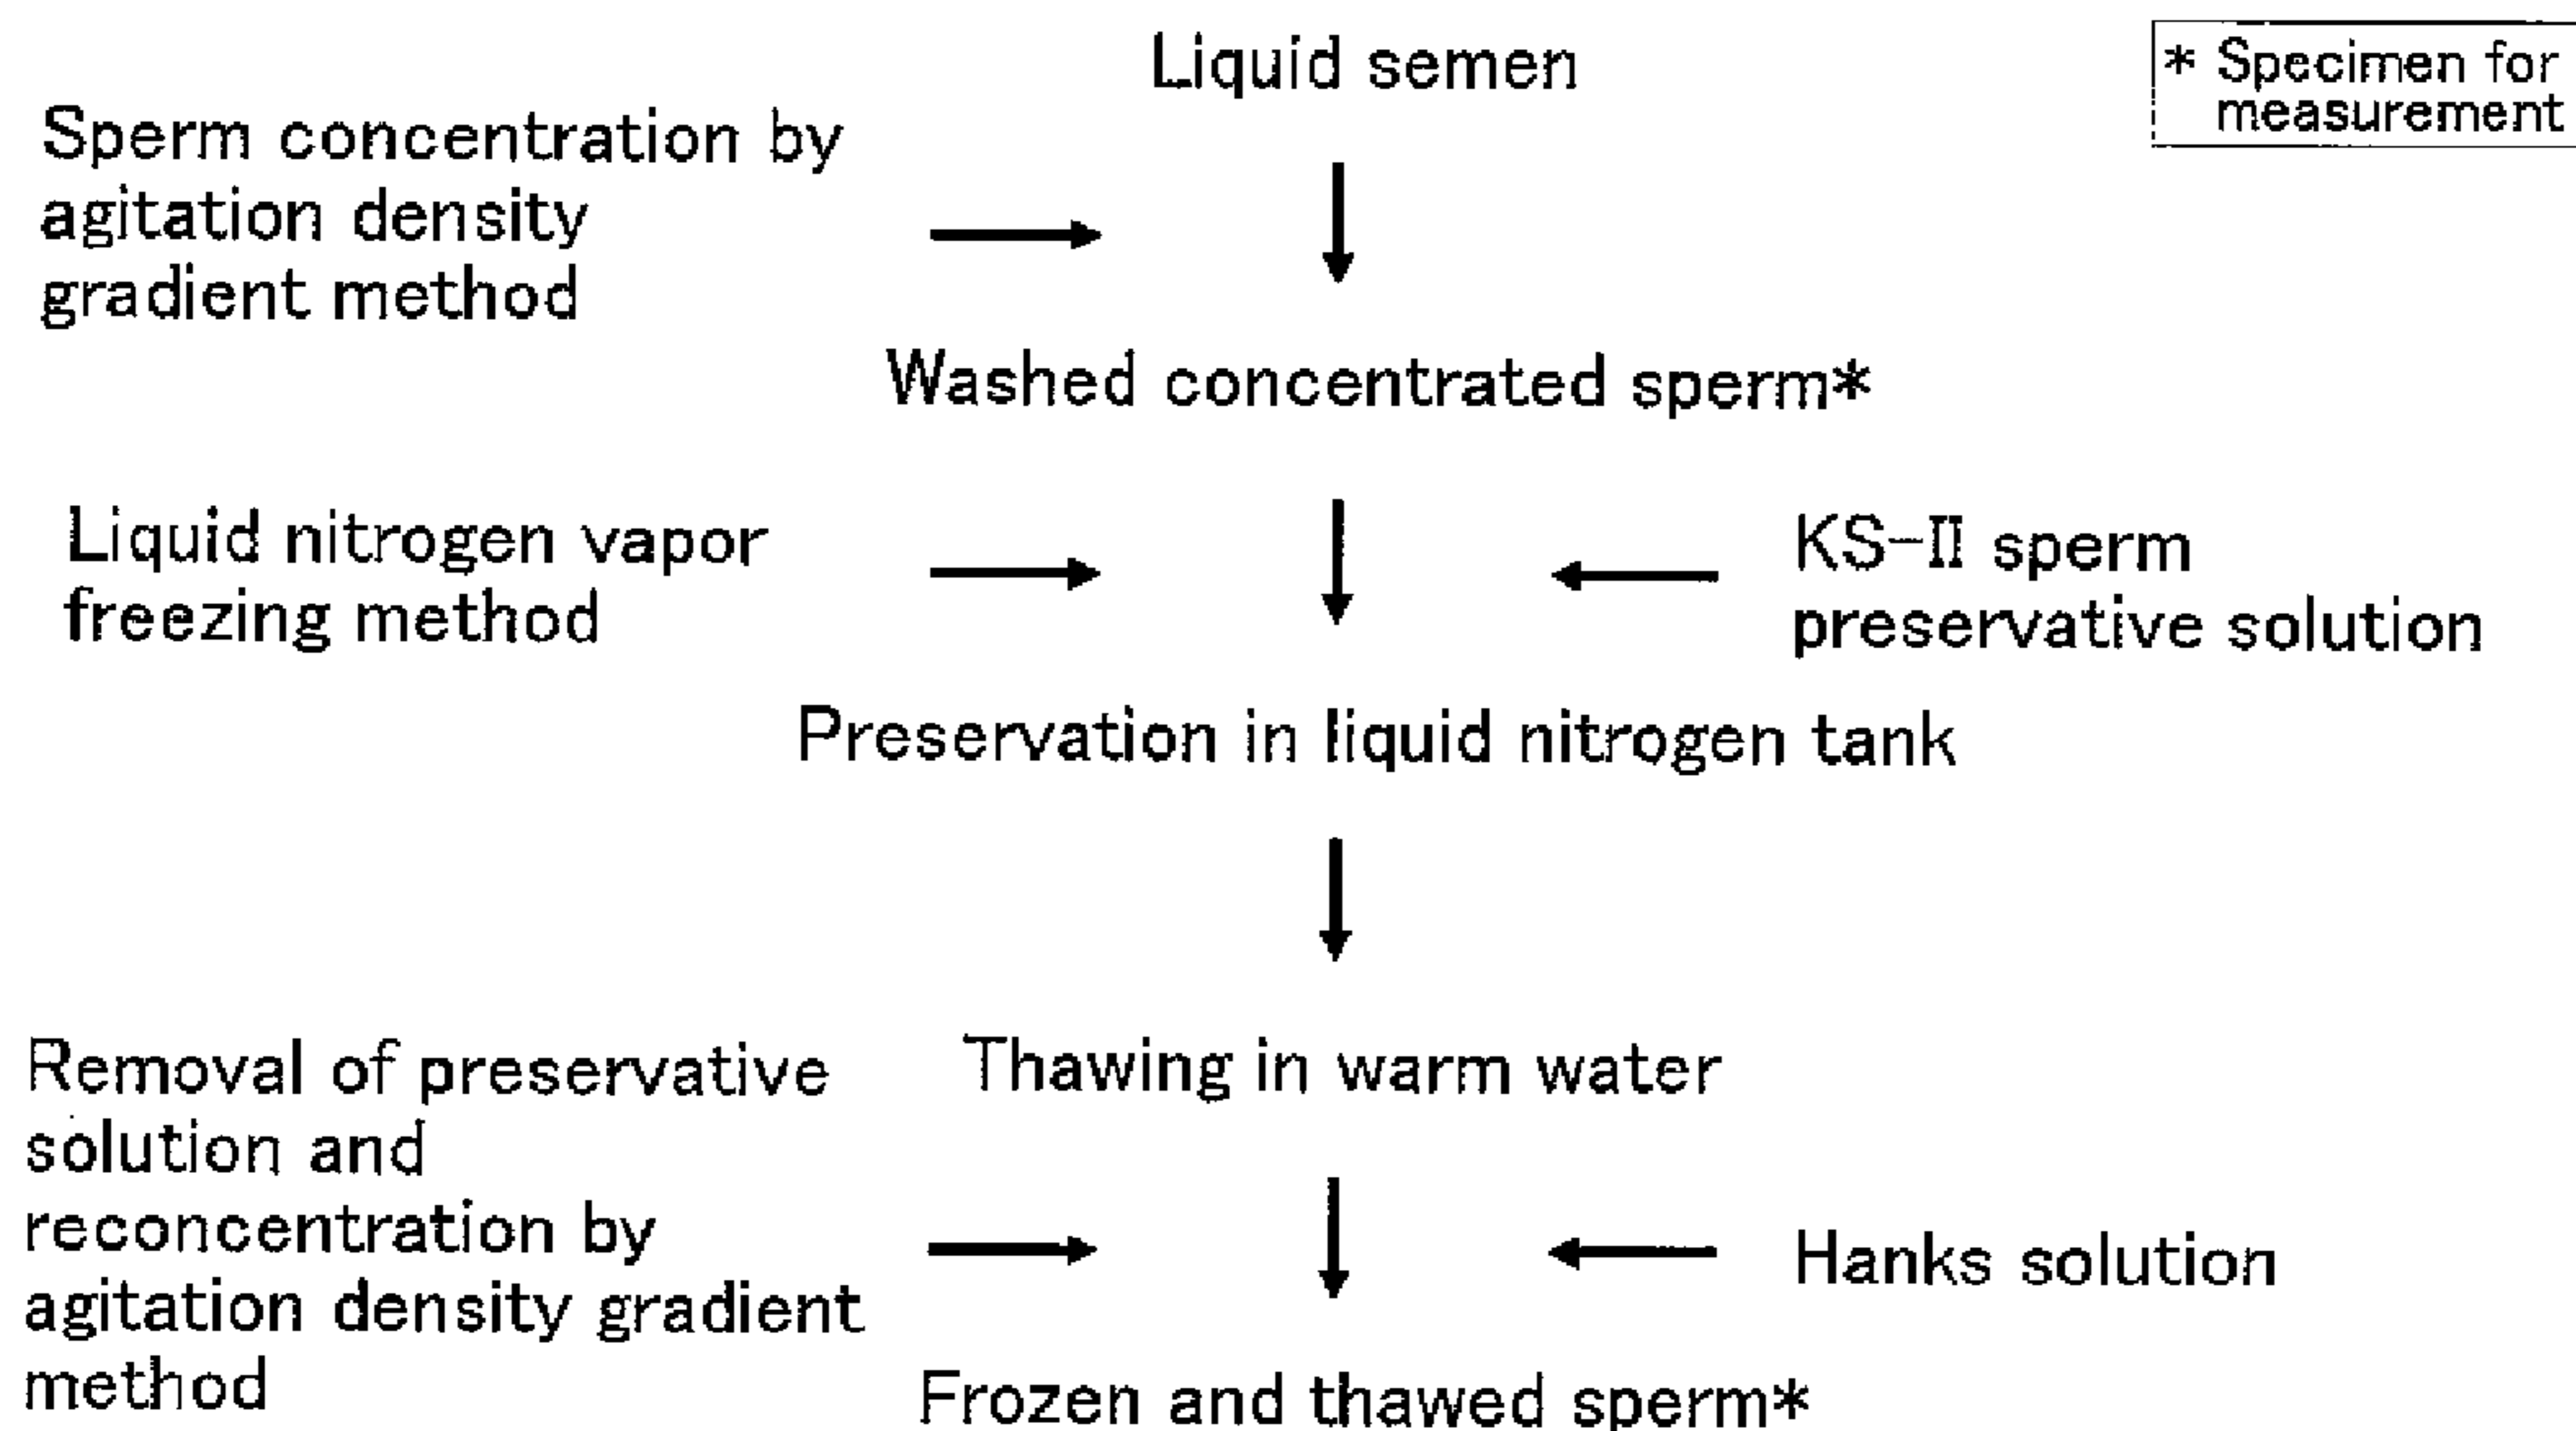 Liquid semen
* Specimen for
measurement
Sperm concentration by
agitation density
gradient method
Washed concentrated sperm*
Liquid nitrogen vapor
freezing method
KS-II sperm
preservative solution
Preservation in liquid nitrogen tank
Thawing in warm water
Removal of preservative
solution and
reconcentration by
agitation density gradient
method
Hanks solution
Frozen and thawed sperm*